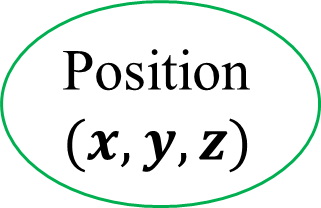 Position
(x, y, z)